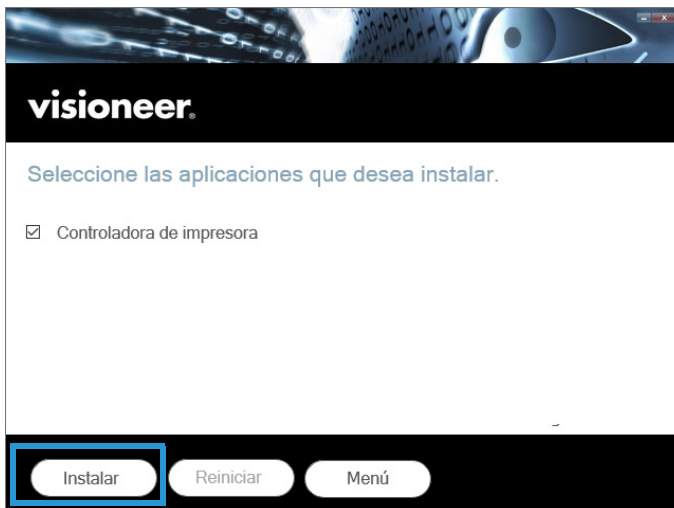 visioneer®
Seleccione las aplicaciones que desea instalar.
Controladora de impresora
Instalar Reiniciar Menú